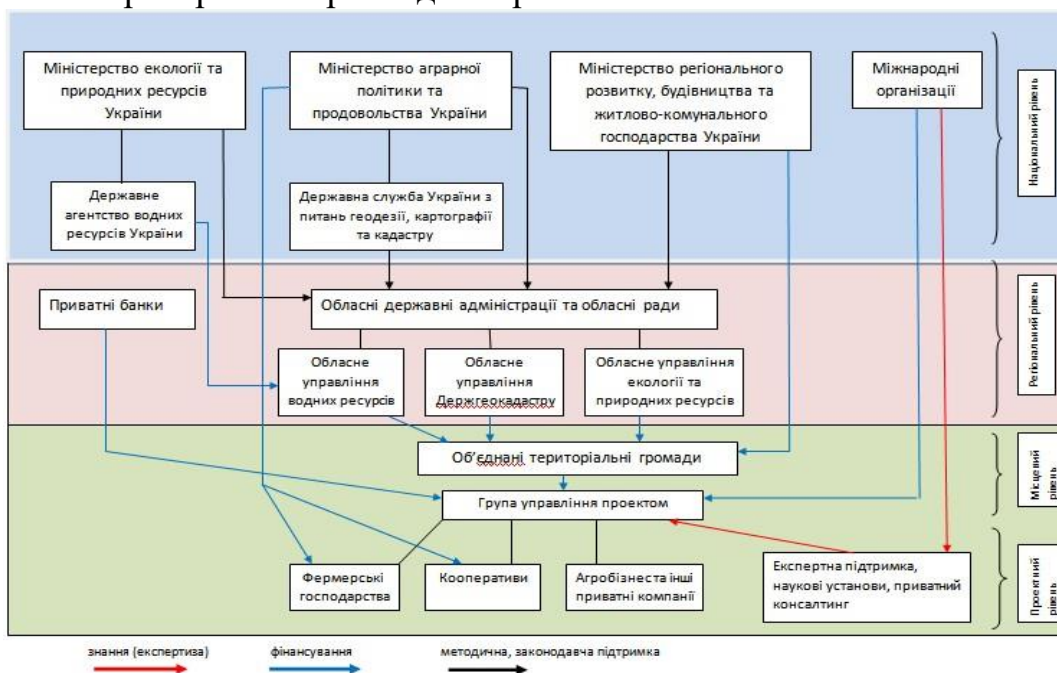 Міністерство екології та
природних ресурсів
України
Міністерство аграрної
політики та
продовольства України
Міністерство регіонального
розвитку, будівництва та
житлово-комунального
господарства України
Міжнародні
організації
Національний рівень
Державне
агентство водних
ресурсів України
Державна служба України з
питань геодезії, картографії
та кадастру
Приватні банки
Обласні державні адміністрації та обласні ради
Регіональний рівень
Обласне
управління
водних ресурсів
Обласне
управління
Держгеокадастру
Обласне управління
екології та
природних ресурсів
Об'єднані територіальні громади
Місцевий
рівень
Група управління проектом
Фермерські
господарства
Кооперативи
Агробізнес та інші
приватні компанії
Експертна підтримка,
наукові установи, приватний
консалтинг
Проектний
рівень
знання (експертиза)
фінансування
методична, законодавча підтримка